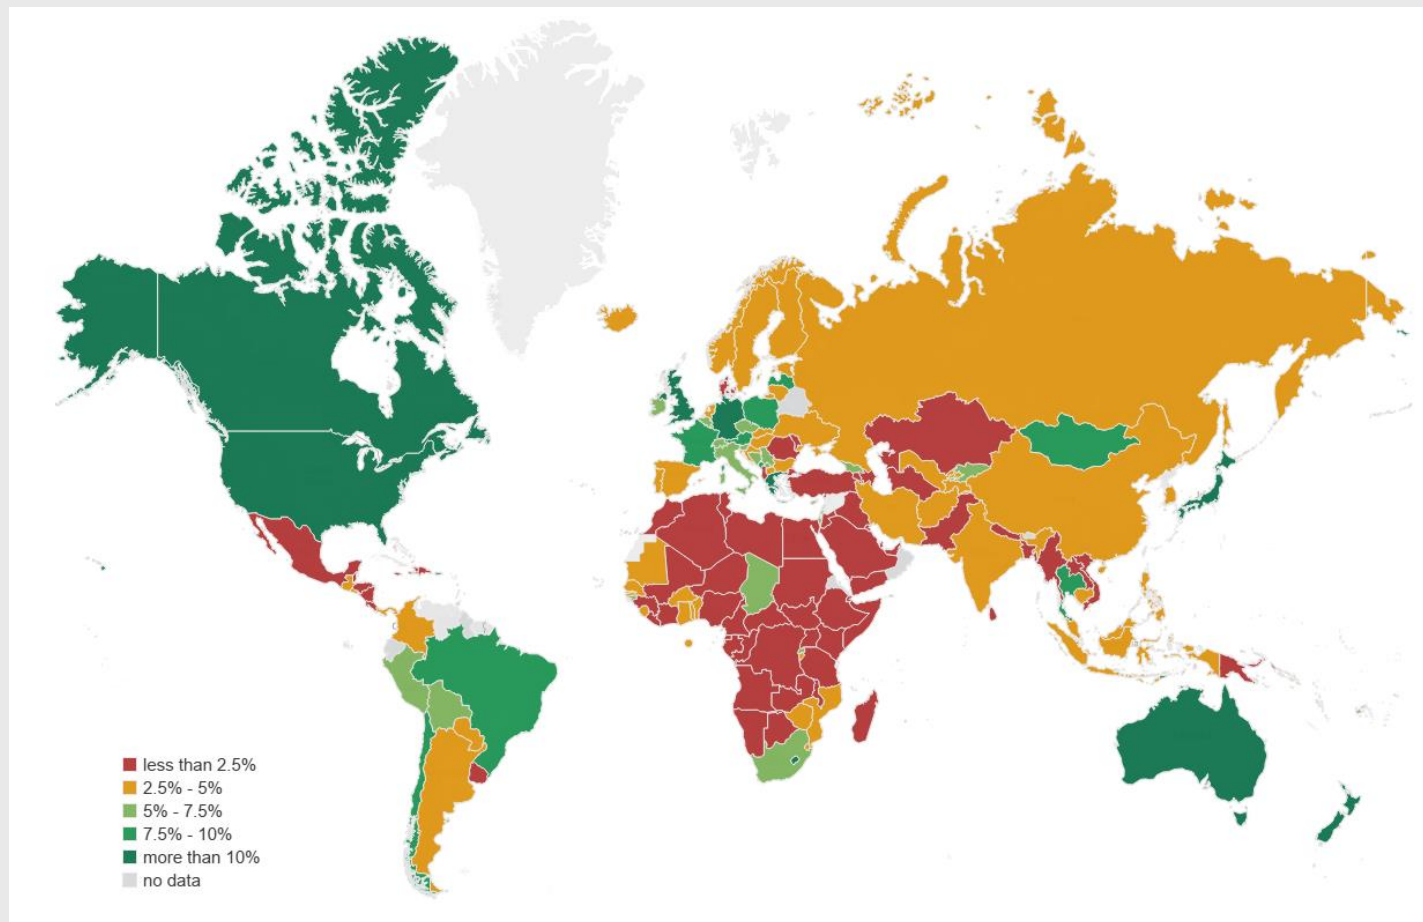 less than 2.5%
2.5% - 5%
5% - 7.5%
7.5% - 10%
more than 10%
no data